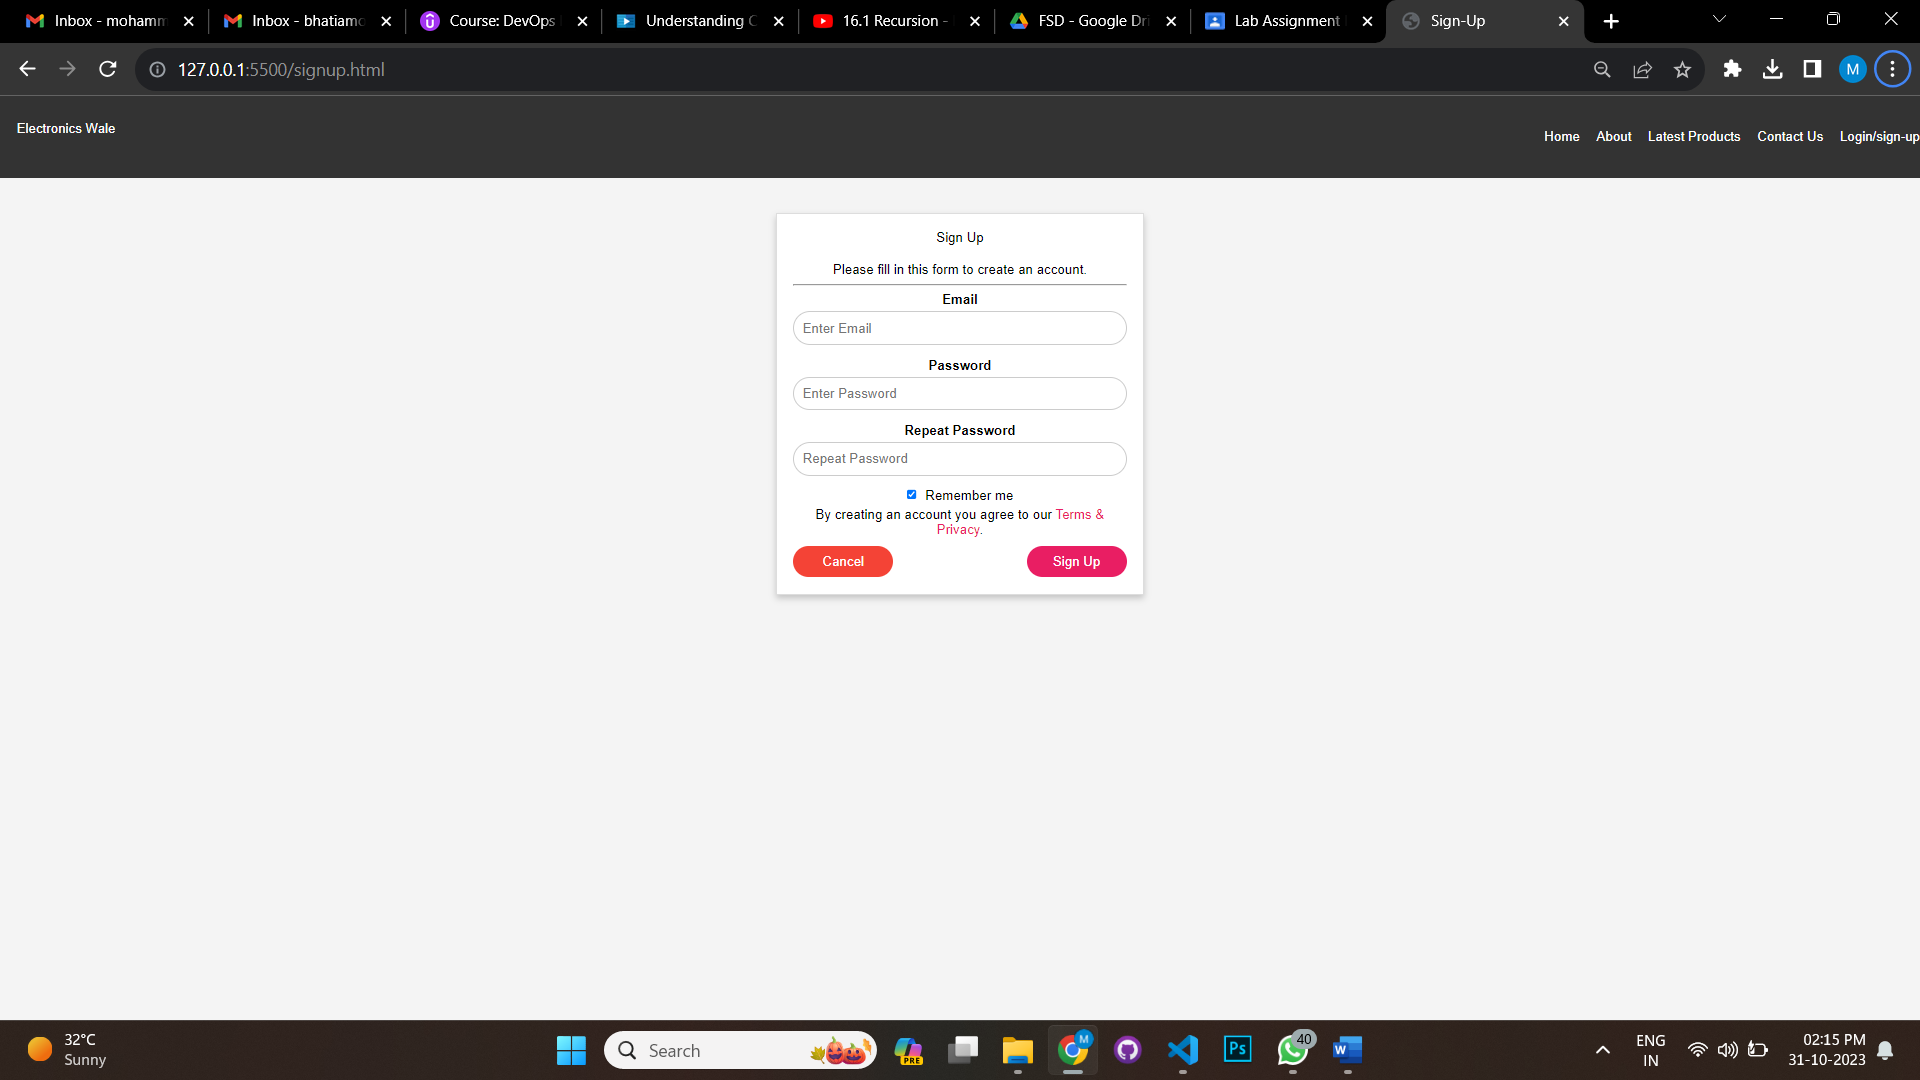 Inbox - mohamm
Inbox - bhatiamo
Course: DevOps
Understanding C
16.1 Recursion -
FSD - Google Dri
Lab Assignment
Sign-Up
127.0.0.1:5500/signup.html
M
Electronics Wale
Home About Latest Products Contact Us Login/sign-up
Sign Up
Please fill in this form to create an account.
Email
Enter Email
Password
Enter Password
Repeat Password
Repeat Password
Remember me
By creating an account you agree to our Terms &
Privacy.
Cancel Sign Up
32°C
Sunny
Search
PRE
M
Ps
40
W
ENG
IN
02:15 PM
31-10-2023